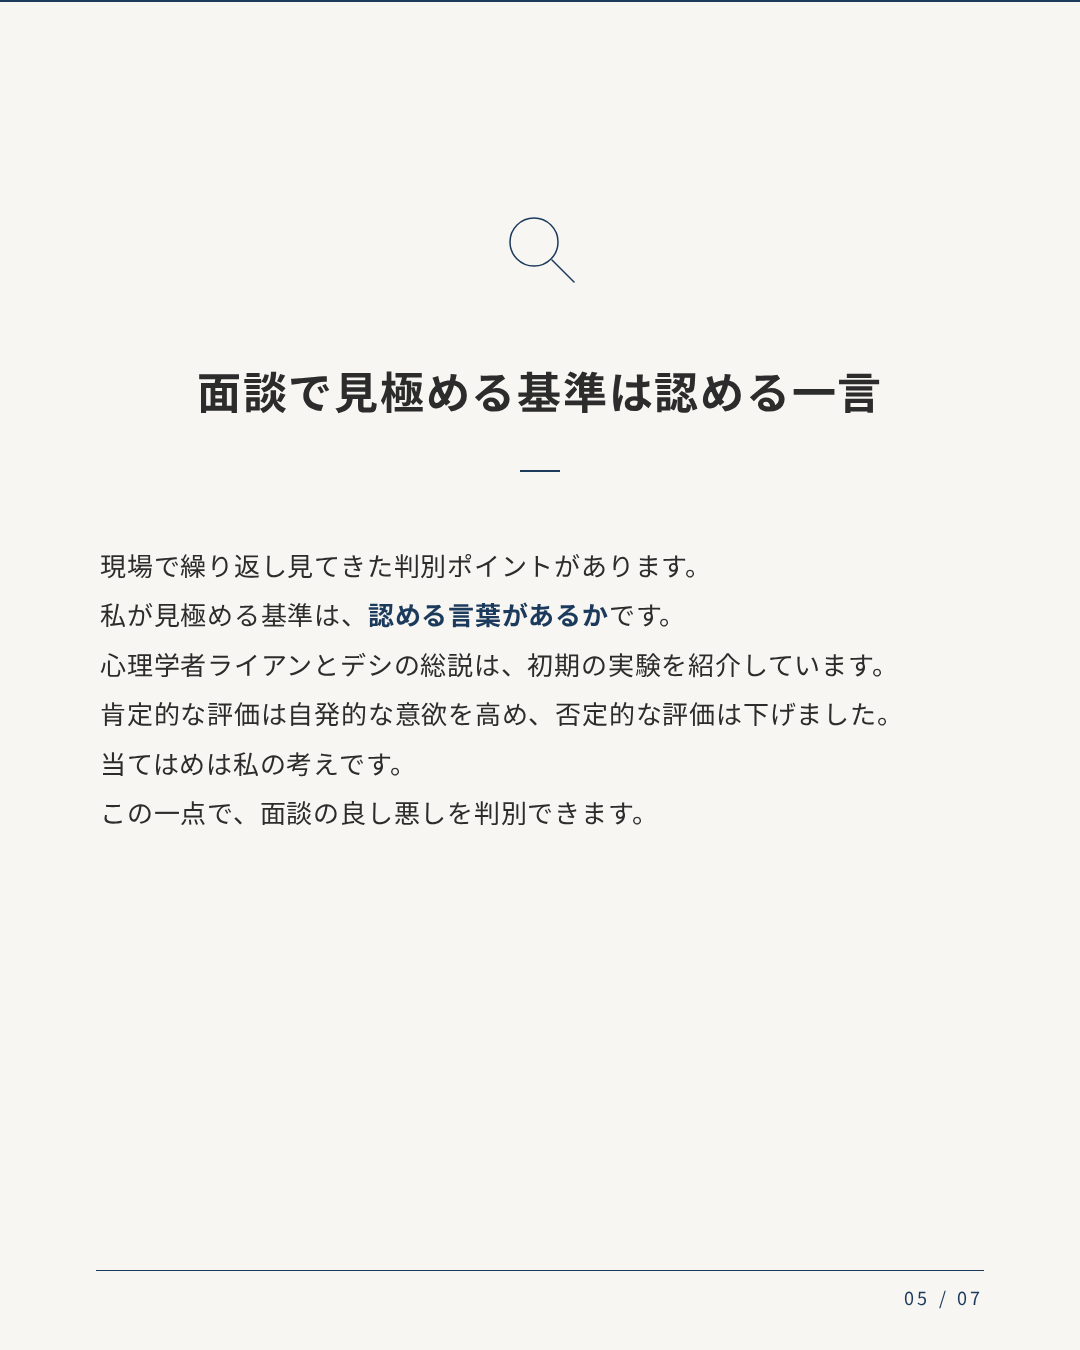 面談で見極める基準は認める一言
現場で繰り返し見てきた判別ポイントがあります。
私が見極める基準は、認める言葉があるかです。
心理学者ライアンとデシの総説は、初期の実験を紹介しています。
肯定的な評価は自発的な意欲を高め、否定的な評価は下げました。
当てはめは私の考えです。
この一点で、面談の良し悪しを判別できます。
05 / 07